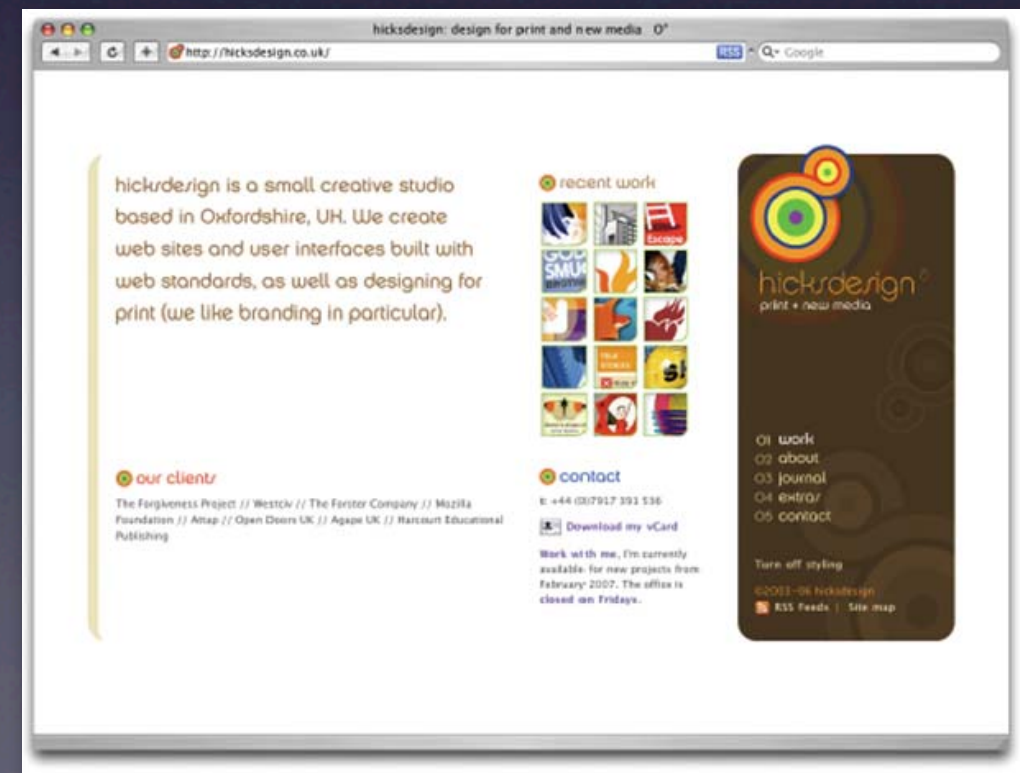 hicksdesign: design for print and new media
http://hicksdesign.co.uk/
RSS
Google
hicksdesign is a small creative studio
based in Oxfordshire, UK. We create
web sites and user interfaces built with
web standards, as well as designing for
print (we like branding in particular).
our clients
The Forgiveness Project // Westciv // The Forster Company // Mozilla
Foundation // Attap // Open Doors UK // Agape UK // Harcourt Educational
Publishing
recent work
Escape
GOD
SMUG
contact
t: +44 (0)7917 391 536
Download my vCard
Work with me, I'm currently
available for new projects from
February 2007. The office is
closed on Fridays.
hicksdesign
print + new media
01 work
02 about
03 journal
04 extras
05 contact
Turn off styling
©2003-06 hicksdesign
RSS Feeds | Site map